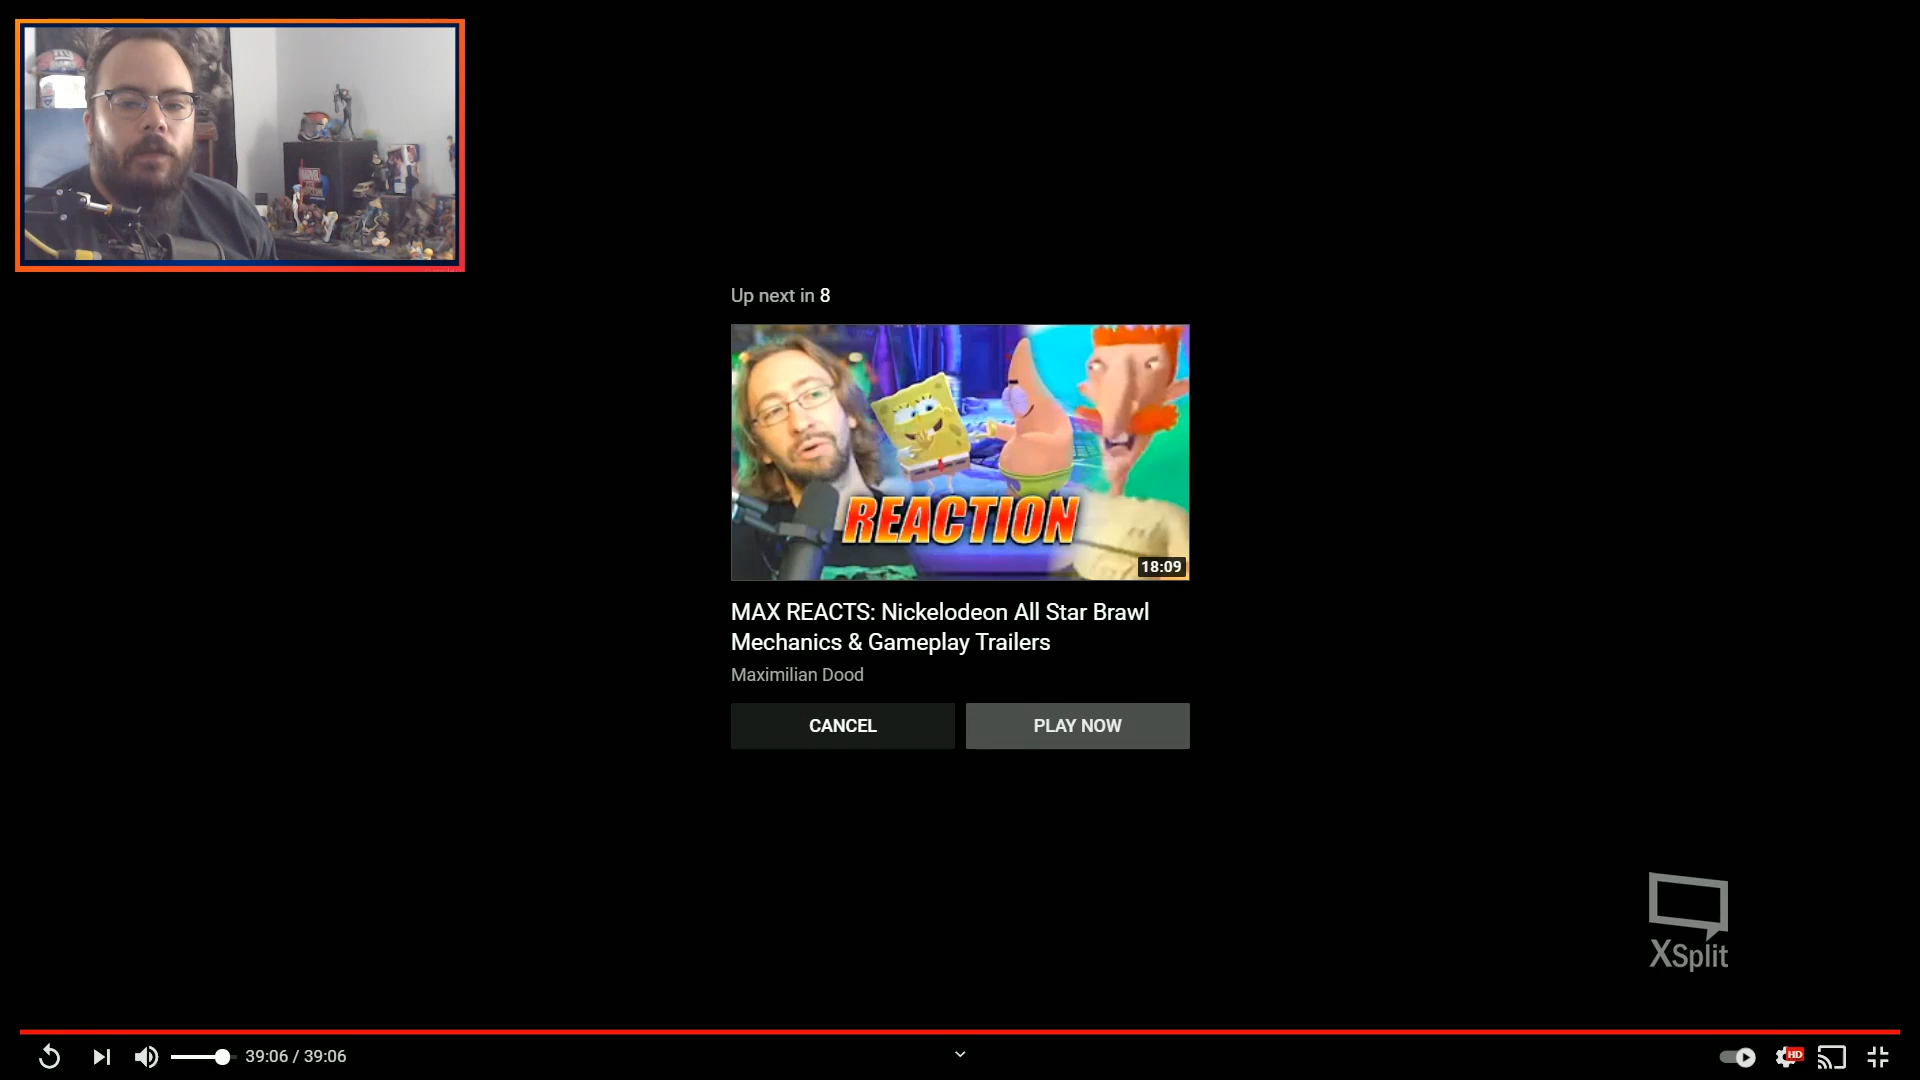 Up next in 8
REACTION
18:09
MAX REACTS: Nickelodeon All Star Brawl
Mechanics & Gameplay Trailers
Maximilian Dood
CANCEL
PLAY NOW
XSplit
39:06 / 39:06
HD